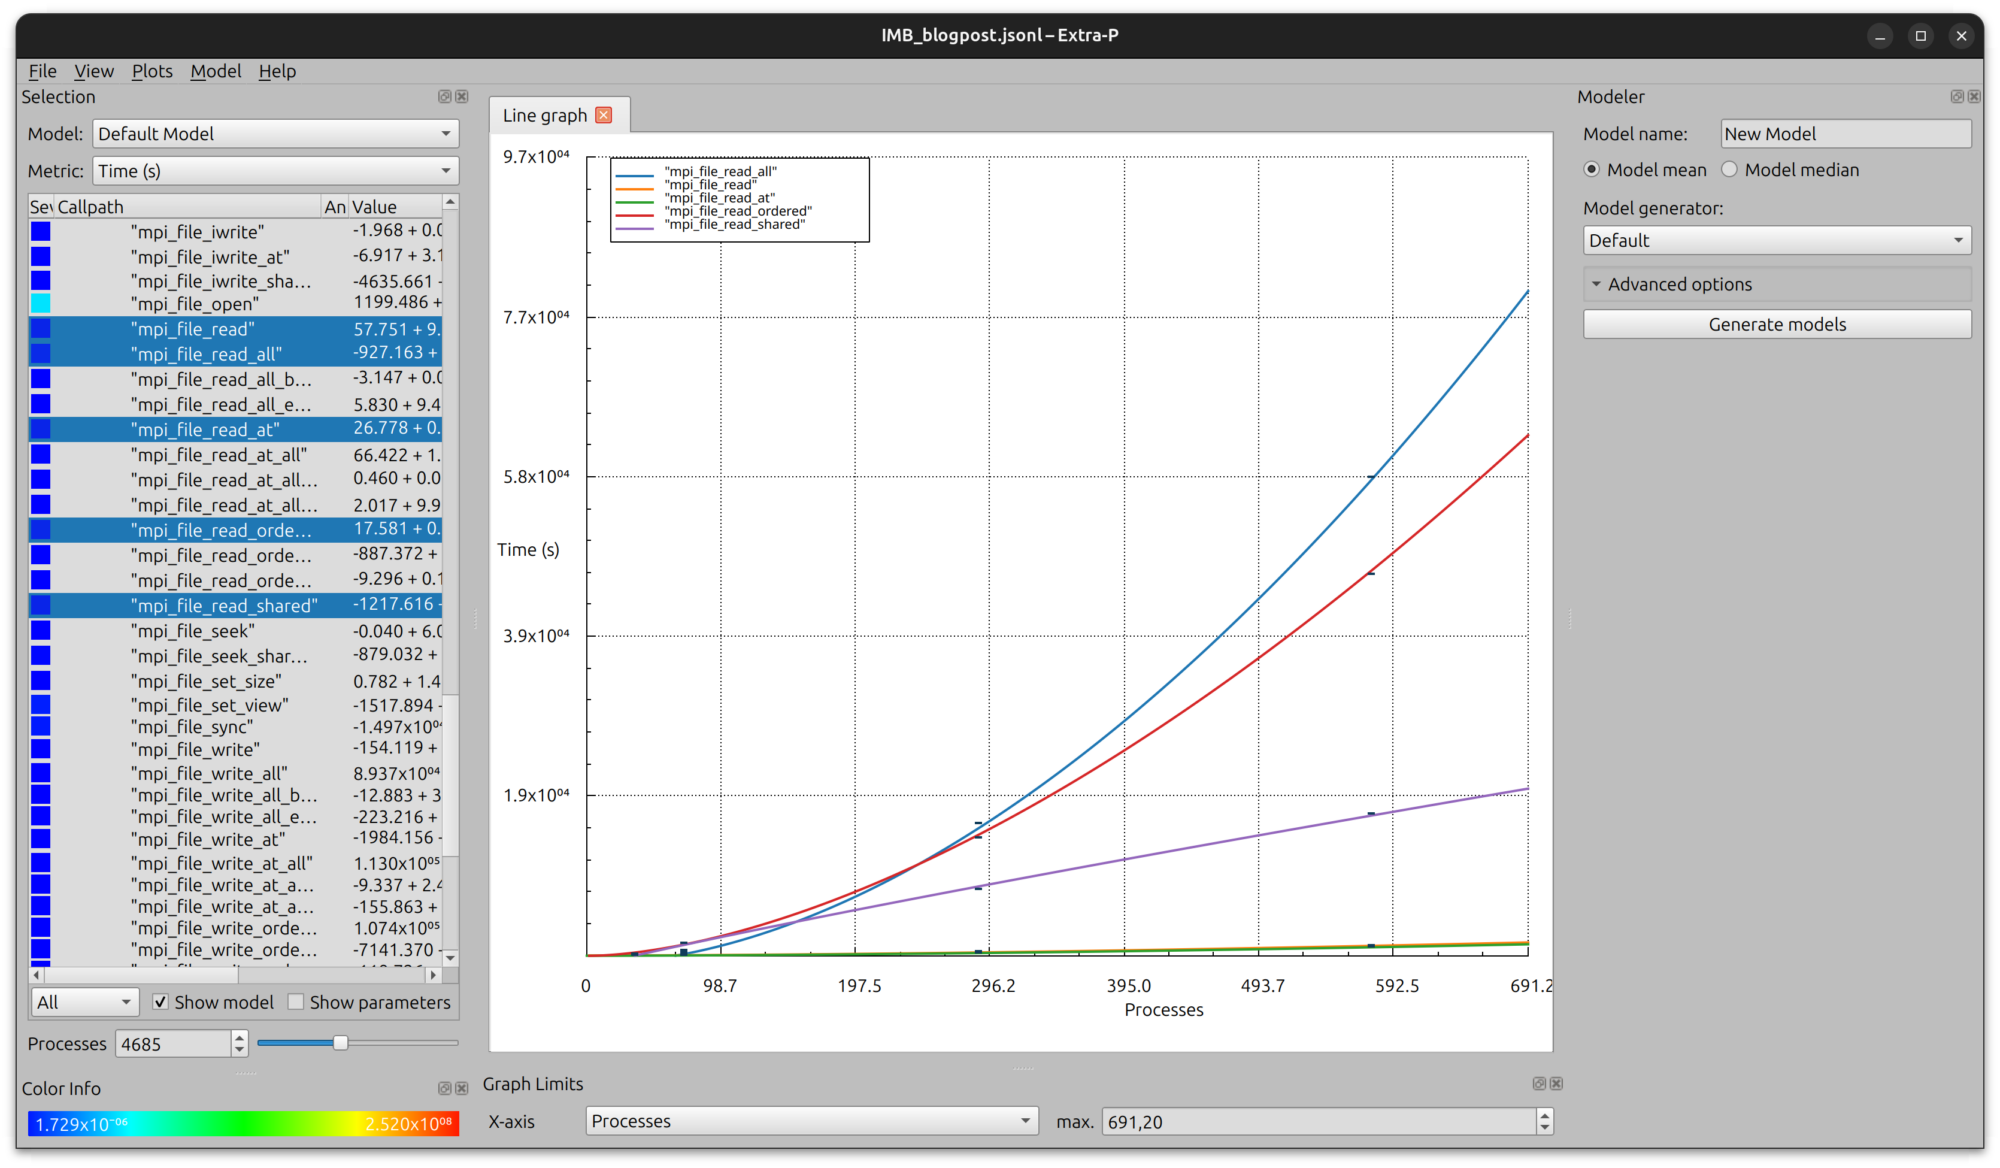 IMB_blogpost.jsonl – Extra-P
File View Plots Model Help
Selection
Model: Default Model
Metric: Time (s)
Callpath An Value
"mpi_file_iwrite" -1.968 + 0.0
"mpi_file_iwrite_at" -6.917 + 3.1
"mpi_file_iwrite_sha... -4635.661 -
"mpi_file_open" 1199.486 +
"mpi_file_read" 57.751 + 9.
"mpi_file_read_all" -927.163 +
"mpi_file_read_all_b... -3.147 + 0.0
"mpi_file_read_all_e... 5.830 + 9.4
"mpi_file_read_at" 26.778 + 0.
"mpi_file_read_at_all" 66.422 + 1.
"mpi_file_read_at_all... 0.460 + 0.0
"mpi_file_read_at_all... 2.017 + 9.9
"mpi_file_read_orde... 17.581 + 0.
"mpi_file_read_orde... -887.372 +
"mpi_file_read_orde... -9.296 + 0.1
"mpi_file_read_shared" -1217.616 -
"mpi_file_seek" -0.040 + 6.0
"mpi_file_seek_shar... -879.032 +
"mpi_file_set_size" 0.782 + 1.4
"mpi_file_set_view" -1517.894 -
"mpi_file_sync" -1.497x10⁰⁴
"mpi_file_write" -154.119 +
"mpi_file_write_all" 8.937x10⁰⁴
"mpi_file_write_all_b... -12.883 + 3
"mpi_file_write_all_e... -223.216 +
"mpi_file_write_at" -1984.156 -
"mpi_file_write_at_all" 1.130x10⁰⁵
"mpi_file_write_at_a... -9.337 + 2.4
"mpi_file_write_at_a... -155.863 +
"mpi_file_write_orde... 1.074x10⁰⁵
"mpi_file_write_orde... -7141.370 -
All Show model Show parameters
Processes 4685
Color Info
1.729x10⁻⁰⁶ 2.520x10⁰⁸
Line graph
9.7x10⁰⁴
7.7x10⁰⁴
5.8x10⁰⁴
Time (s)
3.9x10⁰⁴
1.9x10⁰⁴
"mpi_file_read_all"
"mpi_file_read"
"mpi_file_read_at"
"mpi_file_read_ordered"
"mpi_file_read_shared"
0 98.7 197.5 296.2 395.0 493.7 592.5 691.2
Processes
Graph Limits
X-axis Processes max. 691,20
Modeler
Model name: New Model
Model mean Model median
Model generator:
Default
Advanced options
Generate models